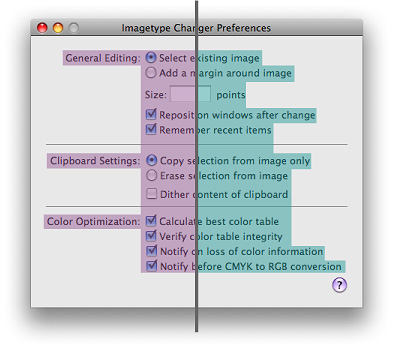 Imagetype Changer Preferences
General Editing: Select existing image
Add a margin around image
Size: points
Reposition windows after change
Remember recent items
Clipboard Settings: Copy selection from image only
Erase selection from image
Dither content of clipboard
Color Optimization: Calculate best color table
Verify color table integrity
Notify on loss of color information
Notify before CMYK to RGB conversion
?